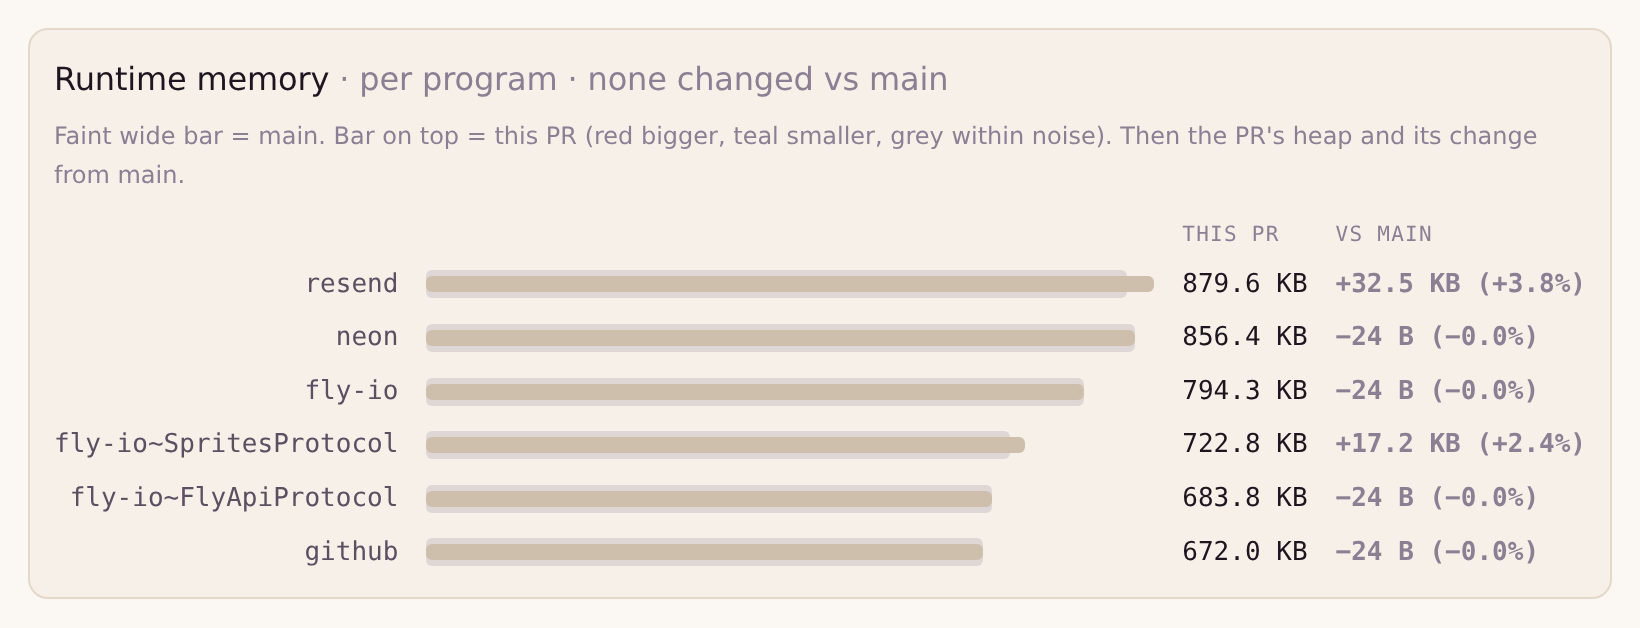 Runtime memory · per program · none changed vs main
Faint wide bar = main. Bar on top = this PR (red bigger, teal smaller, grey within noise). Then the PR's heap and its change
from main.
THIS PR VS MAIN
resend 879.6 KB +32.5 KB (+3.8%)
neon 856.4 KB −24 B (−0.0%)
fly-io 794.3 KB −24 B (−0.0%)
fly-io~SpritesProtocol 722.8 KB +17.2 KB (+2.4%)
fly-io~FlyApiProtocol 683.8 KB −24 B (−0.0%)
github 672.0 KB −24 B (−0.0%)